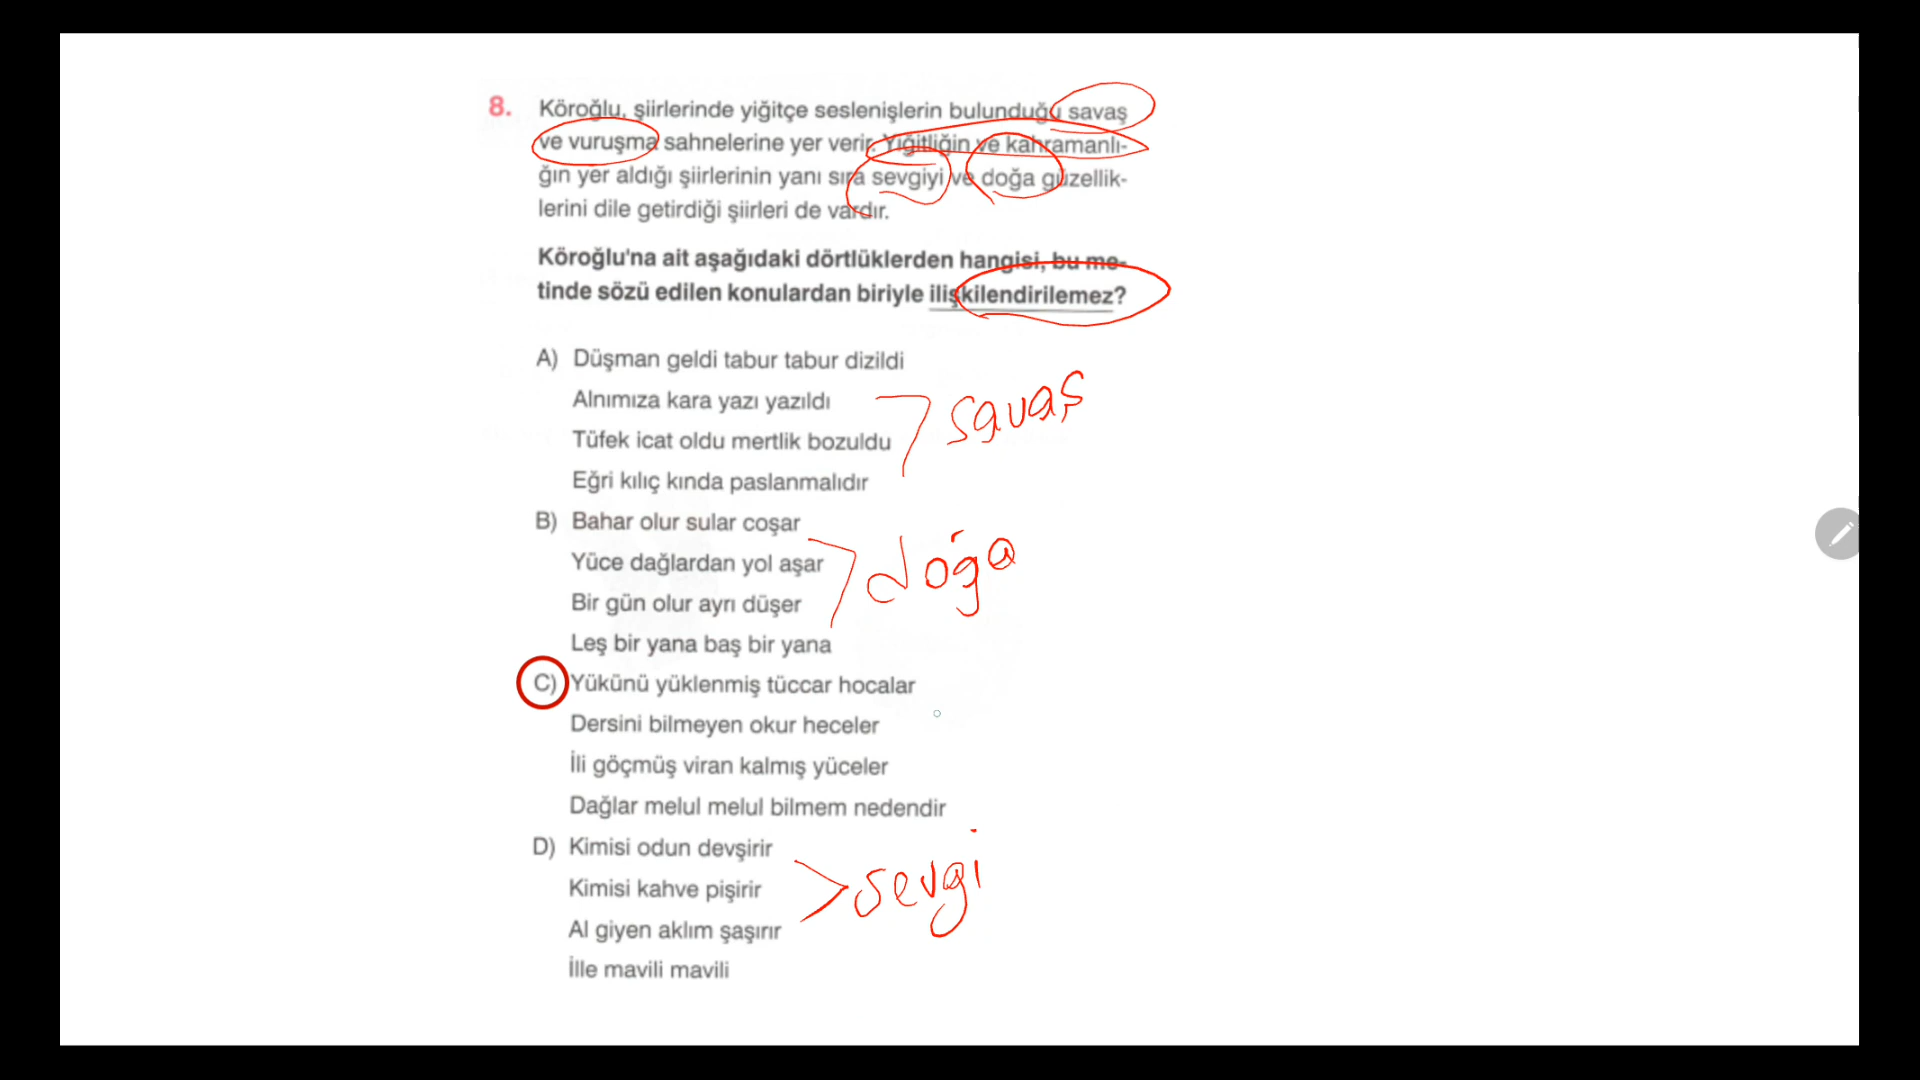 8. Köroğlu, şiirlerinde yiğitçe seslenişlerin bulunduğu savaş
ve vuruşma sahnelerine yer verir. Yiğitliğin ve kahramanlı-
ğın yer aldığı şiirlerinin yanı sıra sevgiyi ve doğa güzellik-
lerini dile getirdiği şiirleri de vardır.
Köroğlu'na ait aşağıdaki dörtlüklerden hangisi, bu me-
tinde sözü edilen konulardan biriyle ilişkilendirilemez?
A) Düşman geldi tabur tabur dizildi
Alnımıza kara yazı yazıldı
Tüfek icat oldu mertlik bozuldu
Eğri kılıç kında paslanmalıdır
savaş
B) Bahar olur sular coşar
Yüce dağlardan yol aşar
Bir gün olur ayrı düşer
Leş bir yana baş bir yana
doğa
C) Yükünü yüklenmiş tüccar hocalar
Dersini bilmeyen okur heceler
İli göçmüş viran kalmış yüceler
Dağlar melul melul bilmem nedendir
D) Kimisi odun devşirir
Kimisi kahve pişirir
Al giyen aklım şaşırır
İlle mavili mavili
sevgi